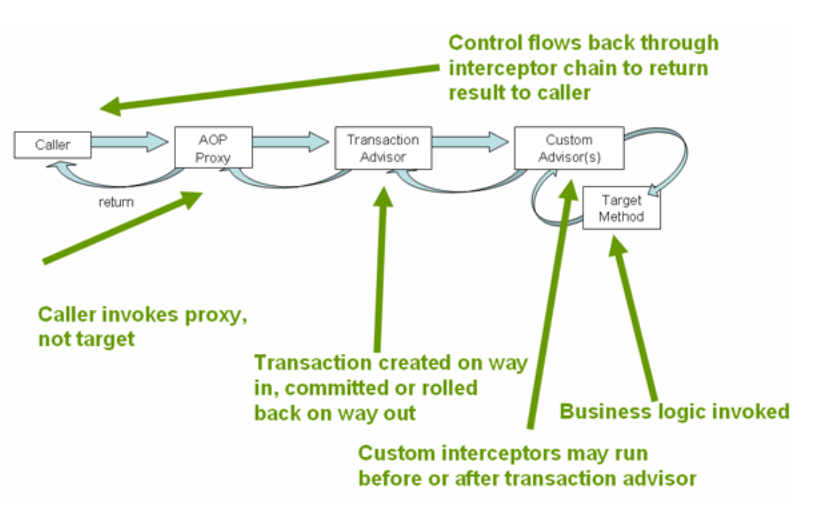 Control flows back through
interceptor chain to return
result to caller
Caller
AOP
Proxy
Transaction
Advisor
Custom
Advisor(s)
Target
Method
return
Caller invokes proxy,
not target
Transaction created on way
in, committed or rolled
back on way out
Business logic invoked
Custom interceptors may run
before or after transaction advisor